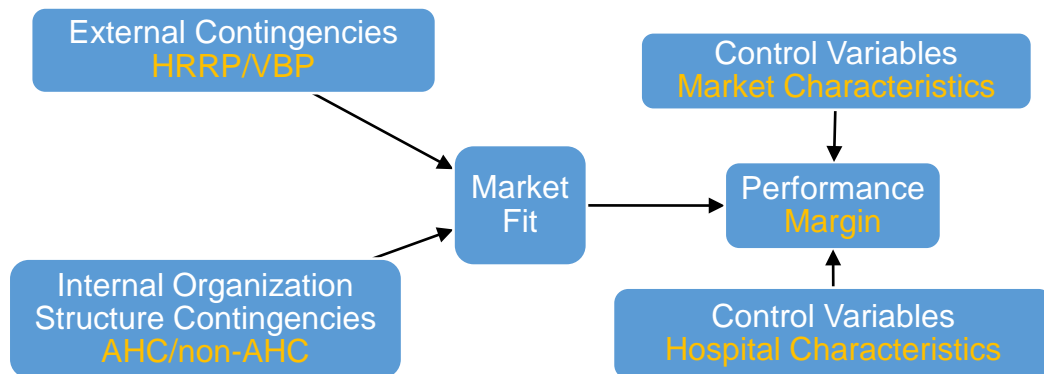 External Contingencies
HRRP/VBP
Control Variables
Market Characteristics
Market
Fit
Performance
Margin
Internal Organization
Structure Contingencies
AHC/non-AHC
Control Variables
Hospital Characteristics